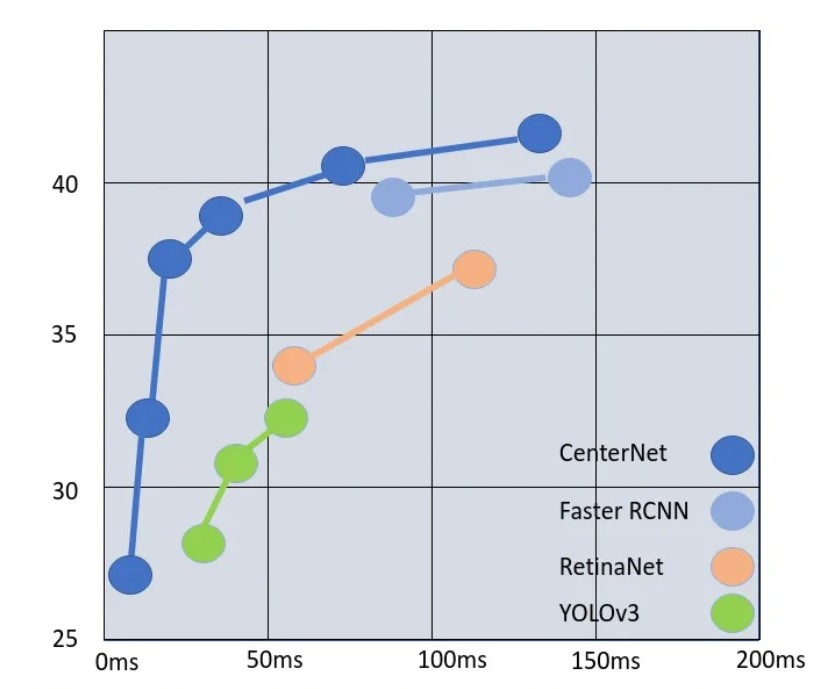 40
35
30
25
0ms 50ms 100ms 150ms 200ms
CenterNet
Faster RCNN
RetinaNet
YOLOv3